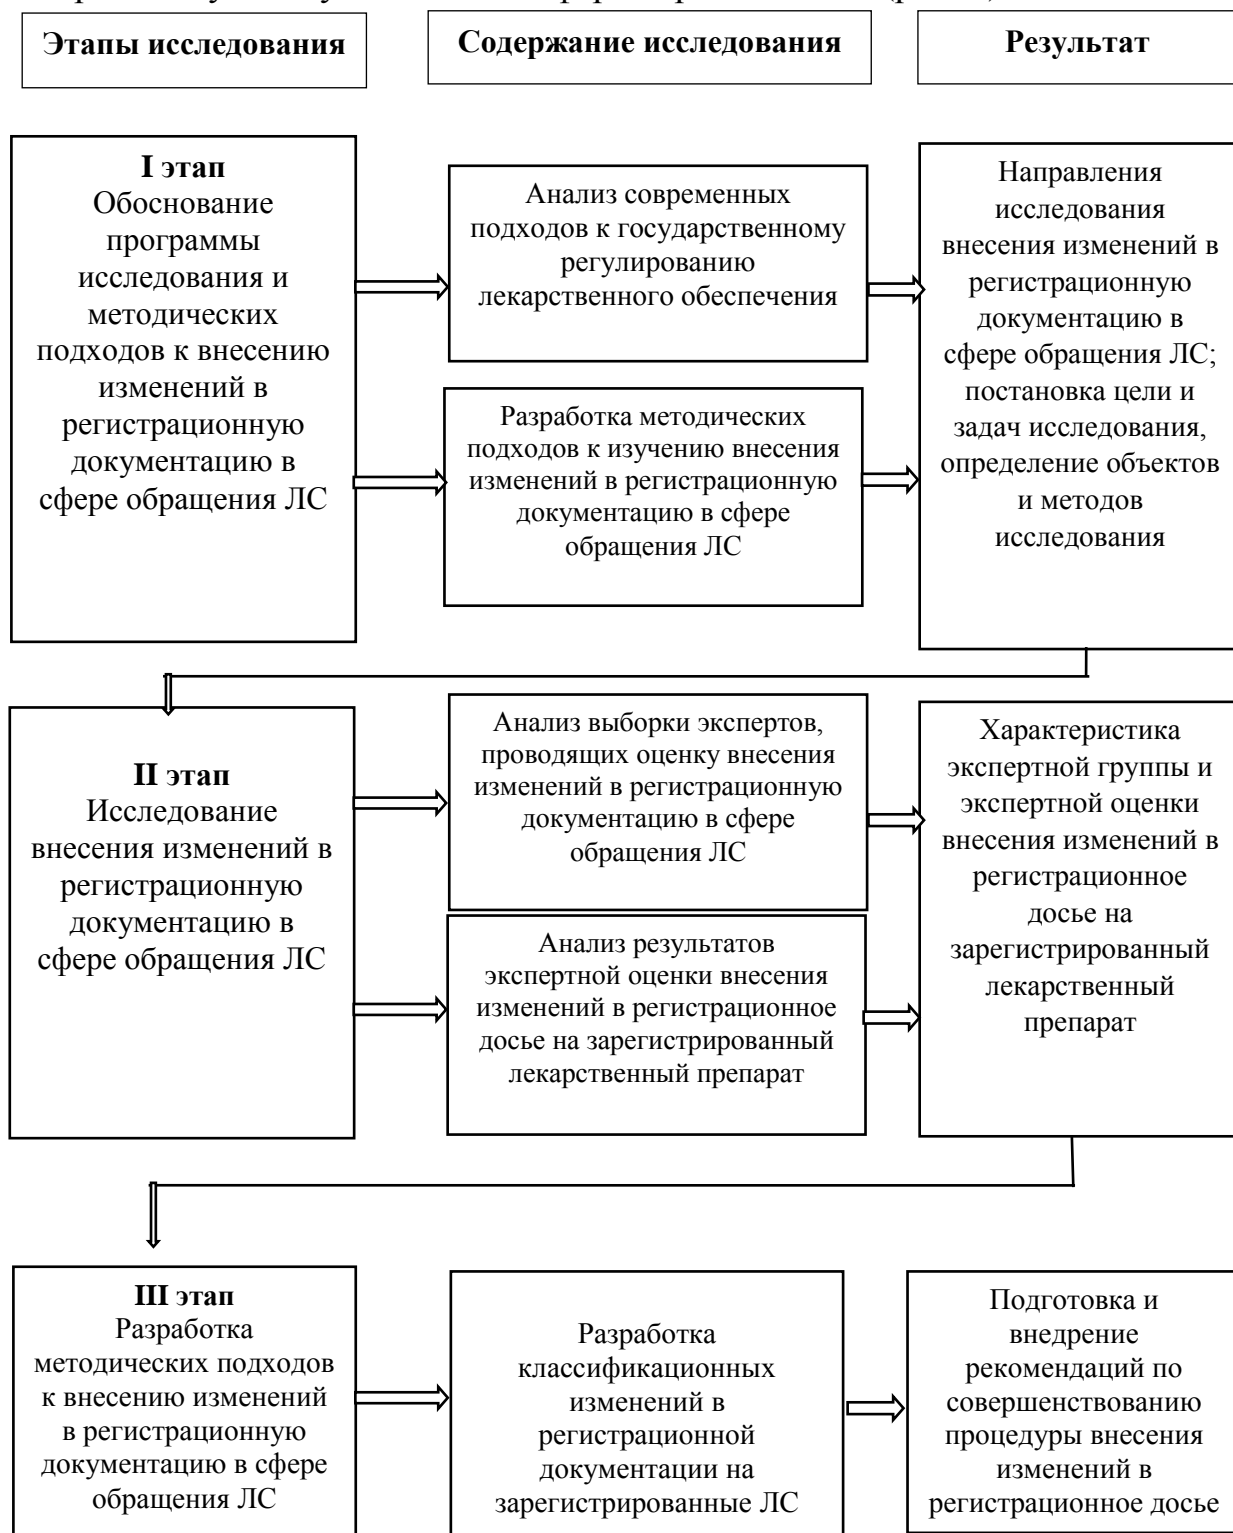 Этапы исследования
Содержание исследования
Результат
I этап
Обоснование
программы
исследования и
методических
подходов к внесению
изменений в
регистрационную
документацию в
сфере обращения ЛС
Анализ современных
подходов к государственному
регулированию
лекарственного обеспечения
Разработка методических
подходов к изучению внесения
изменений в регистрационную
документацию в сфере
обращения ЛС
Направления
исследования
внесения изменений в
регистрационную
документацию в
сфере обращения ЛС;
постановка цели и
задач исследования,
определение объектов
и методов
исследования
II этап
Исследование
внесения изменений в
регистрационную
документацию в
сфере обращения ЛС
Анализ выборки экспертов,
проводящих оценку внесения
изменений в регистрационную
документацию в сфере
обращения ЛС
Анализ результатов
экспертной оценки внесения
изменений в регистрационное
досье на зарегистрированный
лекарственный препарат
Характеристика
экспертной группы и
экспертной оценки
внесения изменений в
регистрационное
досье на
зарегистрированный
лекарственный
препарат
III этап
Разработка
методических подходов
к внесению изменений
в регистрационную
документацию в сфере
обращения ЛС
Разработка
классификационных
изменений в
регистрационной
документации на
зарегистрированные ЛС
Подготовка и
внедрение
рекомендаций по
совершенствованию
процедуры внесения
изменений в
регистрационное досье